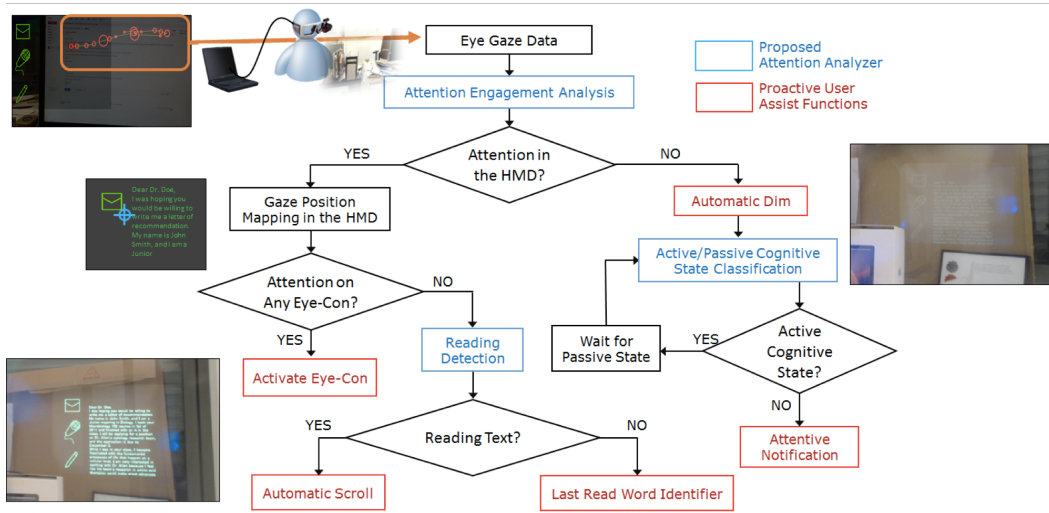 Eye Gaze Data
Proposed
Attention Analyzer
Attention Engagement Analysis
Proactive User
Assist Functions
YES
Attention in
the HMD?
NO
Dear Dr. Doe,
I was hoping you
would be willing to
write me a letter of
recommendation.
My name is John
Smith, and I am a
Junior
Gaze Position
Mapping in the HMD
Automatic Dim
Active/Passive Cognitive
State Classification
Attention on
Any Eye-Con?
NO
YES
Reading
Detection
Wait for
Passive State
YES
Active
Cognitive
State?
Activate Eye-Con
NO
YES
Reading Text?
NO
Attentive
Notification
Automatic Scroll
Last Read Word Identifier
Dear Dr. Doe,